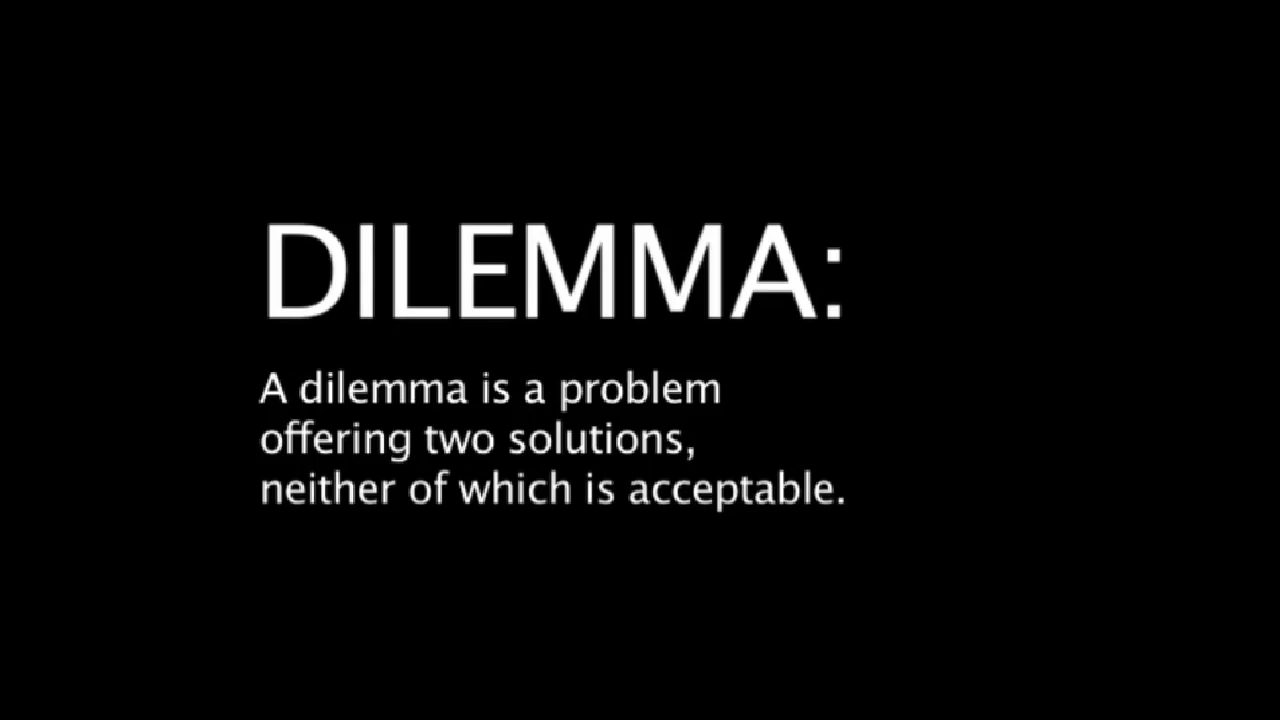 DILEMMA:
A dilemma is a problem
offering two solutions,
neither of which is acceptable.